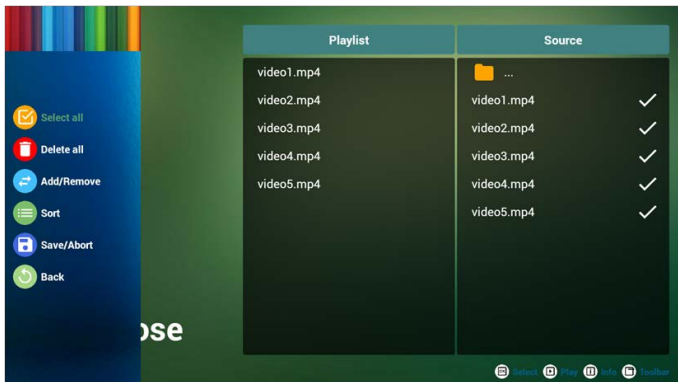 Playlist
Source
video1.mp4
...
video2.mp4
video1.mp4
video3.mp4
video2.mp4
video4.mp4
video3.mp4
video5.mp4
video4.mp4
video5.mp4
Select all
Delete all
Add/Remove
Sort
Save/Abort
Back
ose
Select Play Info Toolbar